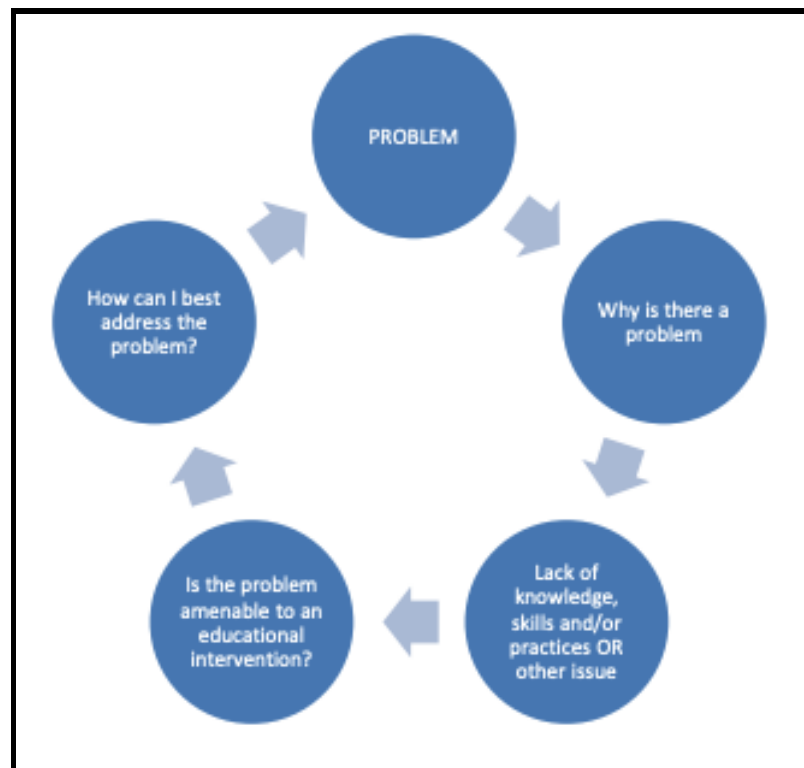 PROBLEM
Why is there a
problem
Lack of
knowledge,
skills and/or
practices OR
other issue
Is the problem
amenable to an
educational
intervention?
How can I best
address the
problem?